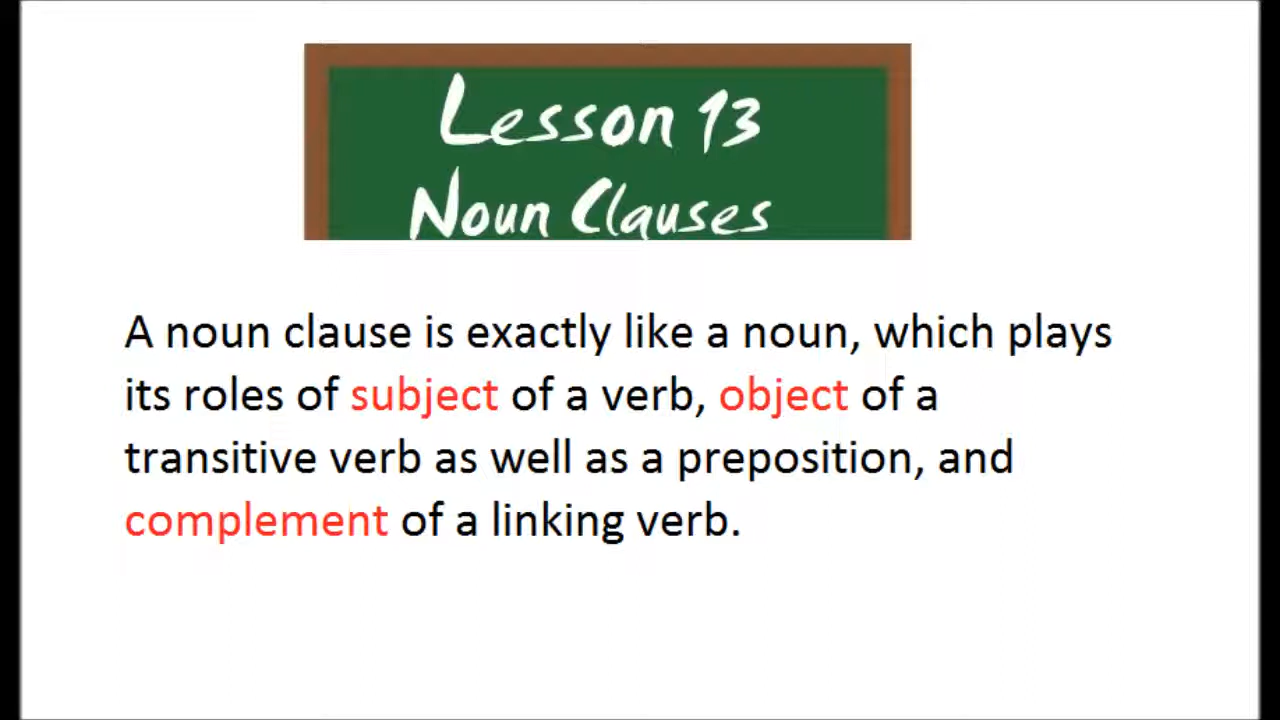 Lesson 13
Noun Clauses
A noun clause is exactly like a noun, which plays
its roles of subject of a verb, object of a
transitive verb as well as a preposition, and
complement of a linking verb.